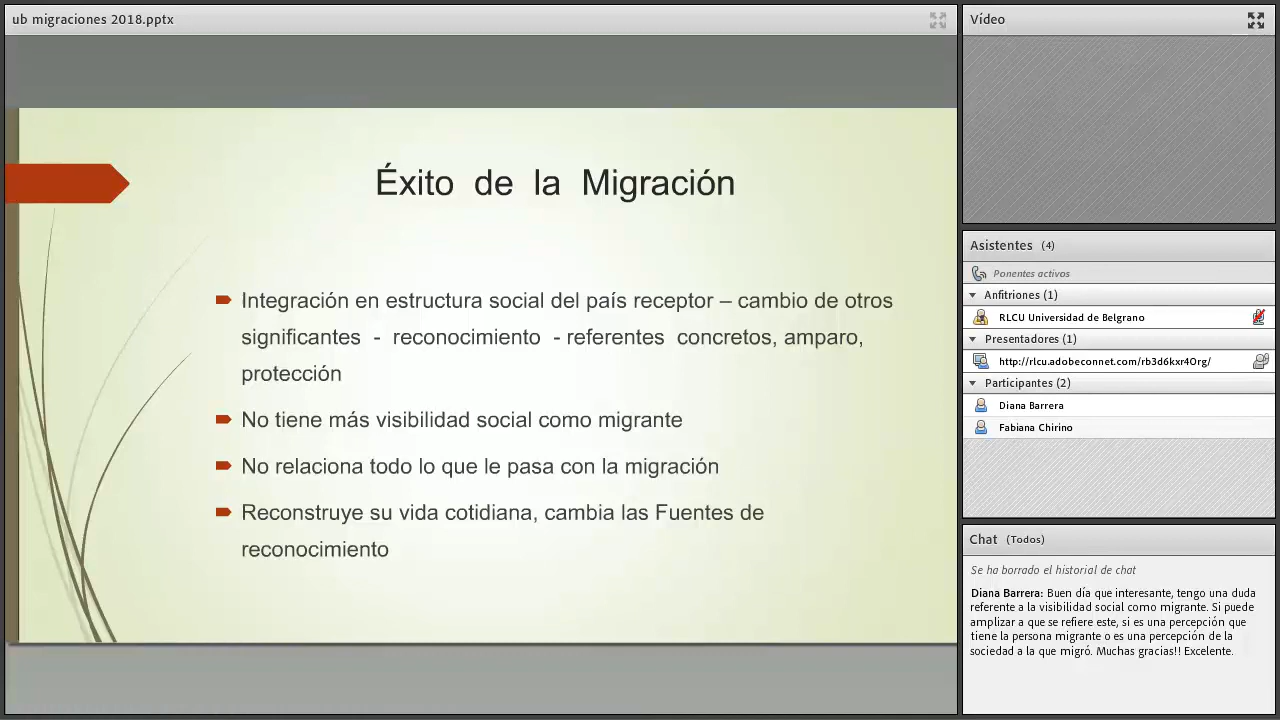 ub migraciones 2018.pptx
Éxito de la Migración
Integración en estructura social del país receptor – cambio de otros
significantes - reconocimiento - referentes concretos, amparo,
protección
No tiene más visibilidad social como migrante
No relaciona todo lo que le pasa con la migración
Reconstruye su vida cotidiana, cambia las Fuentes de
reconocimiento
Vídeo
Asistentes (4)
Ponentes activos
Anfitriones (1)
RLCU Universidad de Belgrano
Presentadores (1)
http://rlcu.adobeconnet.com/rb3d6kxr4Org/
Participantes (2)
Diana Barrera
Fabiana Chirino
Chat (Todos)
Se ha borrado el historial de chat
Diana Barrera: Buen día que interesante, tengo una duda
referente a la visibilidad social como migrante. Si puede
amplizar a que se refiere este, si es una percepción que
tiene la persona migrante o es una percepción de la
sociedad a la que migró. Muchas gracias!! Excelente.